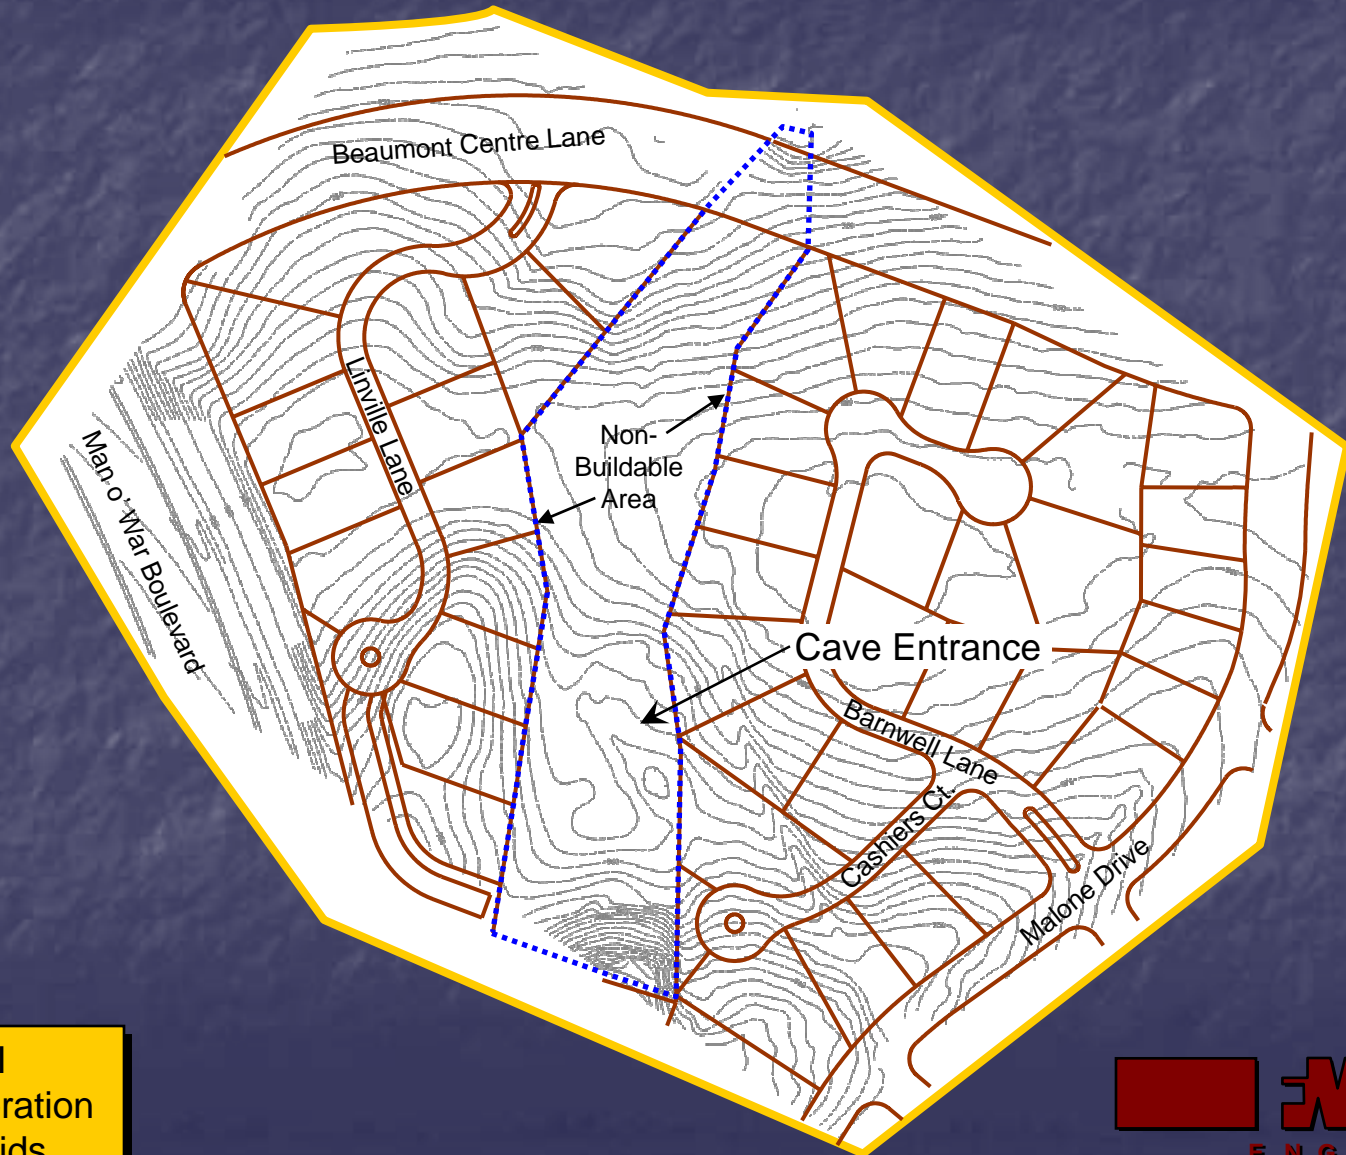 Beaumont Centre Lane
Linville Lane
Non-
Buildable
Area
Man o' War Boulevard
Cave Entrance
Barnwell Lane
Cashiers Ct.
Malone Drive
ration
ids
E N G